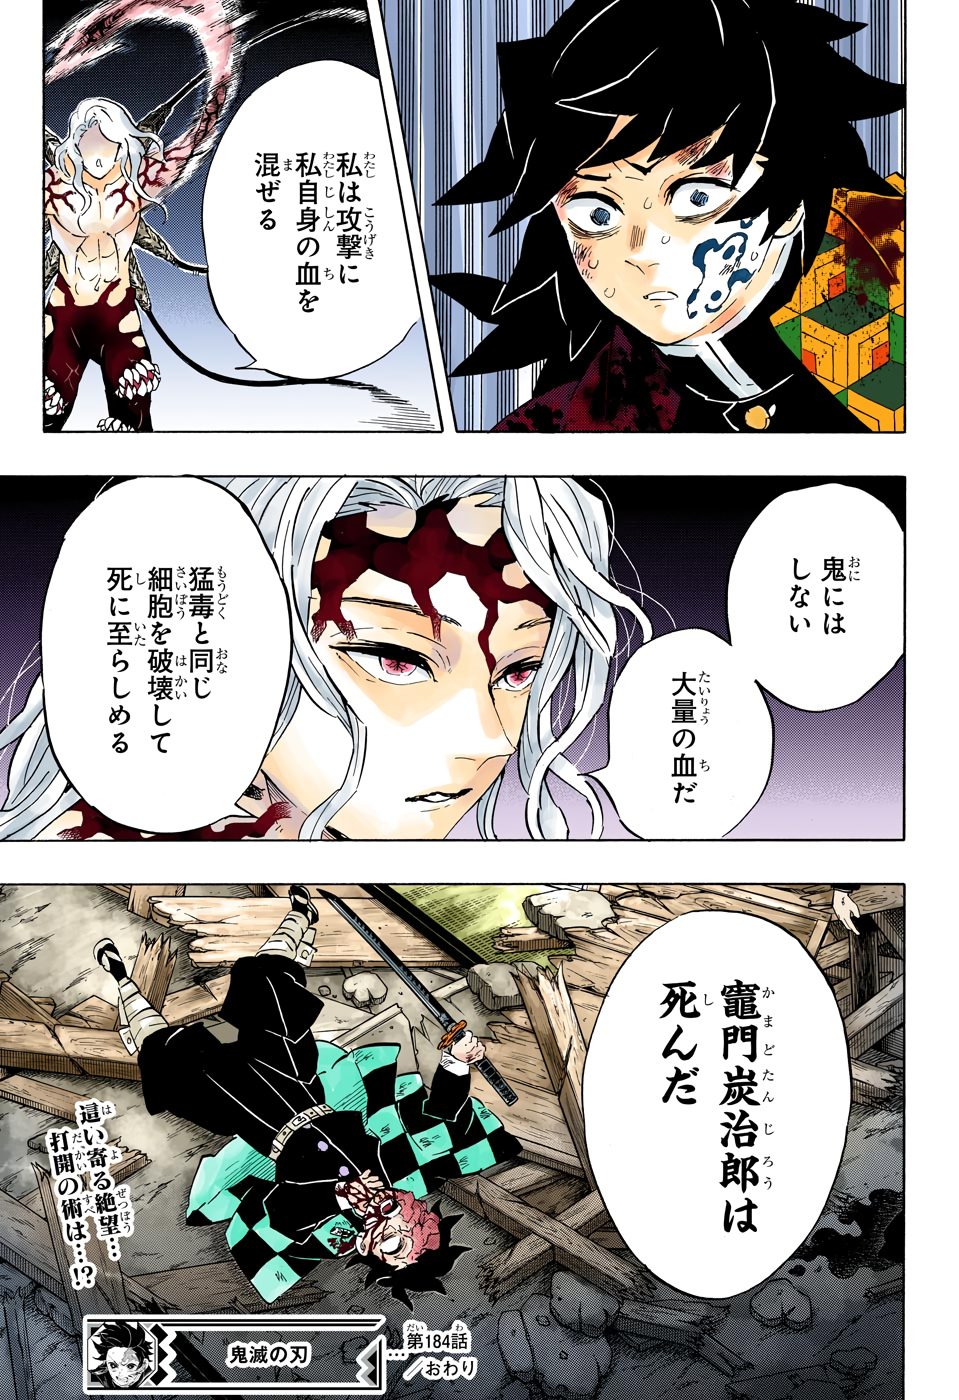 私は攻撃に
私自身の血を
混ぜる
鬼には
しない
大量の血だ
猛毒と同じ
細胞を破壊して
死に至らしめる
竈門炭治郎は
死んだ
這い寄る絶望…
打開の術は…!?
鬼滅の刃
…第184話
／おわり